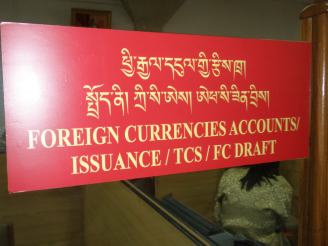 ཕྱི་རྒྱལ་དངུལ་གྱི་རྩིས་ཁྲ།
སྤྲོད་ནི། ཀྲི་སི་ཨེས། ཨེཕ་སི་ཟིན་བྲིས།
FOREIGN CURRENCIES ACCOUNTS/
ISSUANCE / TCS / FC DRAFT